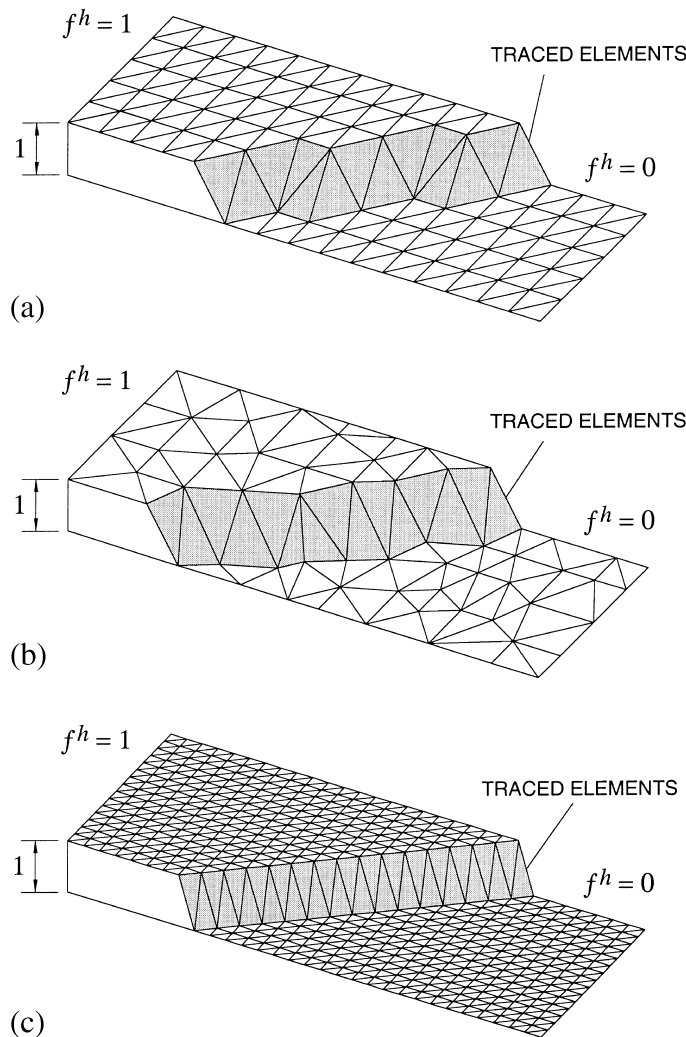 f^h = 1
TRACED ELEMENTS
1
f^h = 0
(a)
f^h = 1
TRACED ELEMENTS
1
f^h = 0
(b)
f^h = 1
TRACED ELEMENTS
1
f^h = 0
(c)